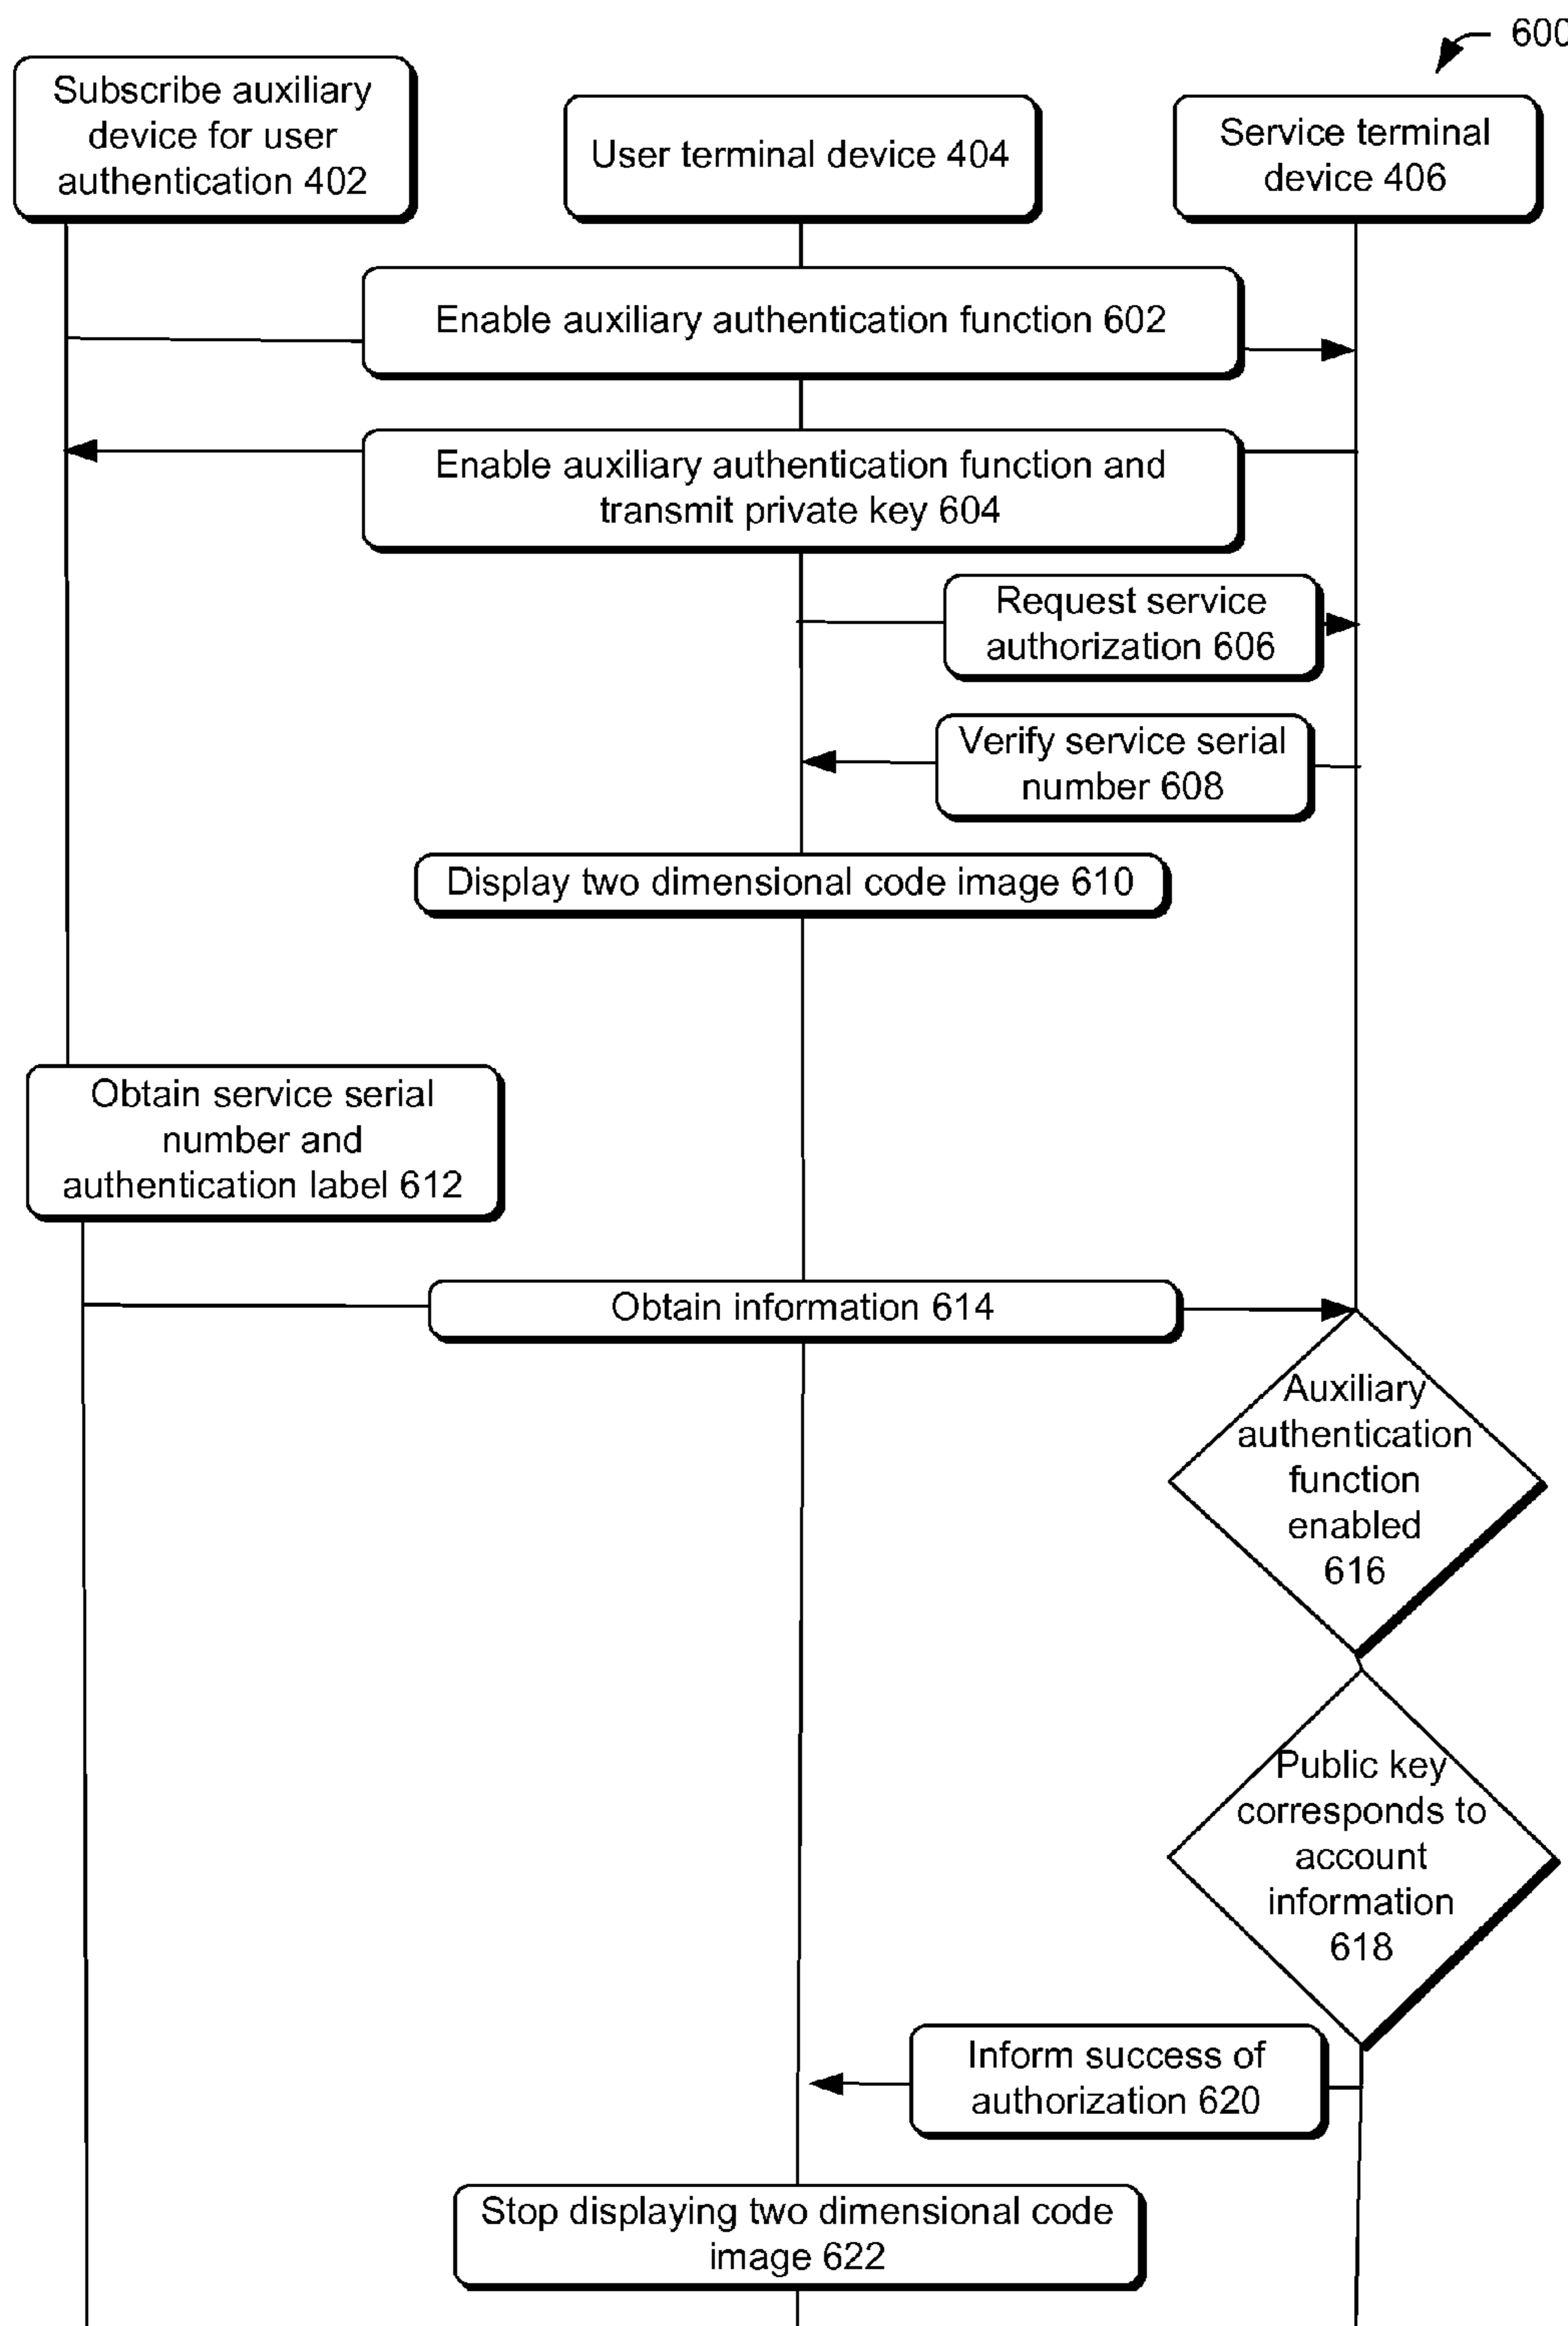 600
Subscribe auxiliary
device for user
authentication 402
User terminal device 404
Service terminal
device 406
Enable auxiliary authentication function 602
Enable auxiliary authentication function and
transmit private key 604
Request service
authorization 606
Verify service serial
number 608
Display two dimensional code image 610
Obtain service serial
number and
authentication label 612
Obtain information 614
Auxiliary
authentication
function
enabled
616
Public key
corresponds to
account
information
618
Inform success of
authorization 620
Stop displaying two dimensional code
image 622